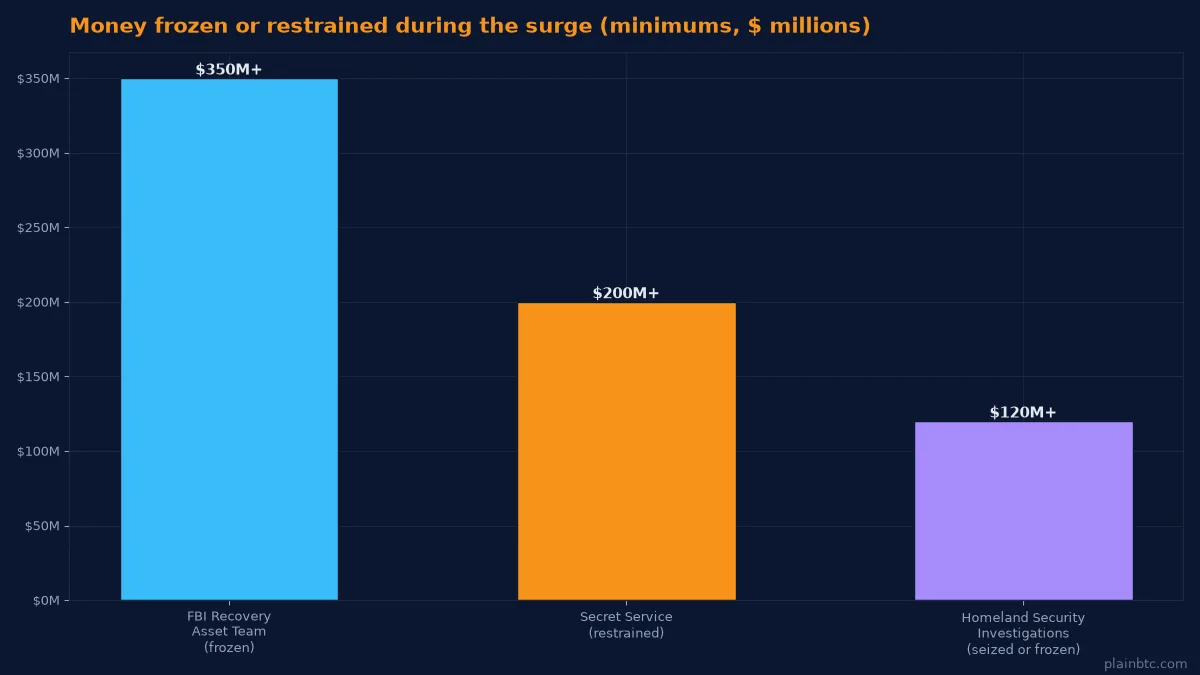 Money frozen or restrained during the surge (minimums, $ millions)
$350M
$300M
$250M
$200M
$150M
$100M
$50M
$0M
$350M+
$200M+
$120M+
FBI Recovery
Asset Team
(frozen)
Secret Service
(restrained)
Homeland Security
Investigations
(seized or frozen)
plainbtc.com